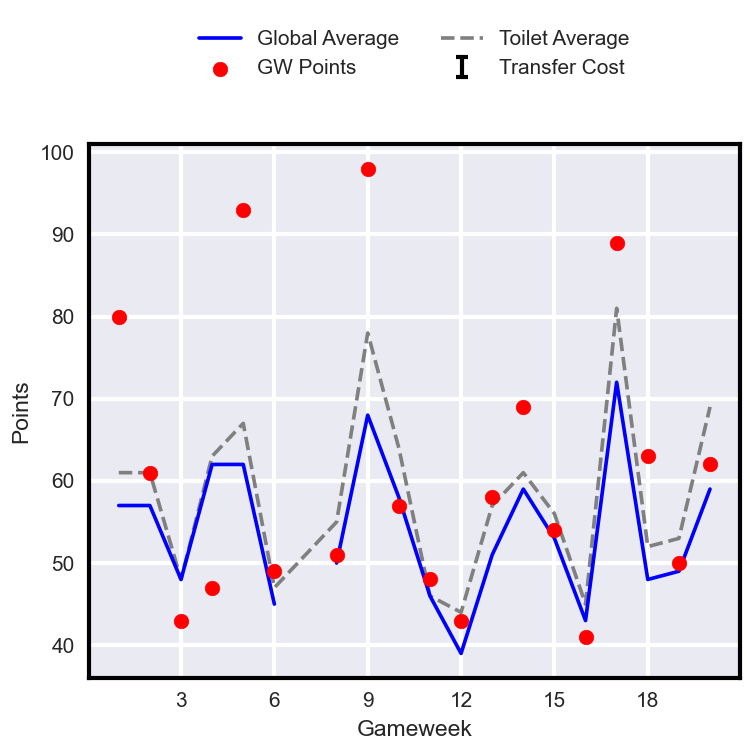 Global Average
Toilet Average
GW Points
Transfer Cost
100
90
80
70
60
50
40
Points
3 6 9 12 15 18
Gameweek